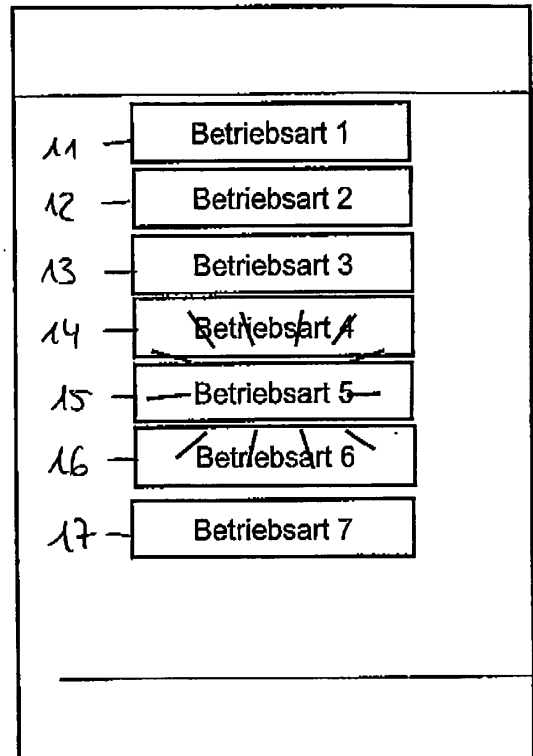 11 Betriebsart 1
12 Betriebsart 2
13 Betriebsart 3
14 Betriebsart 4
15 Betriebsart 5
16 Betriebsart 6
17 Betriebsart 7